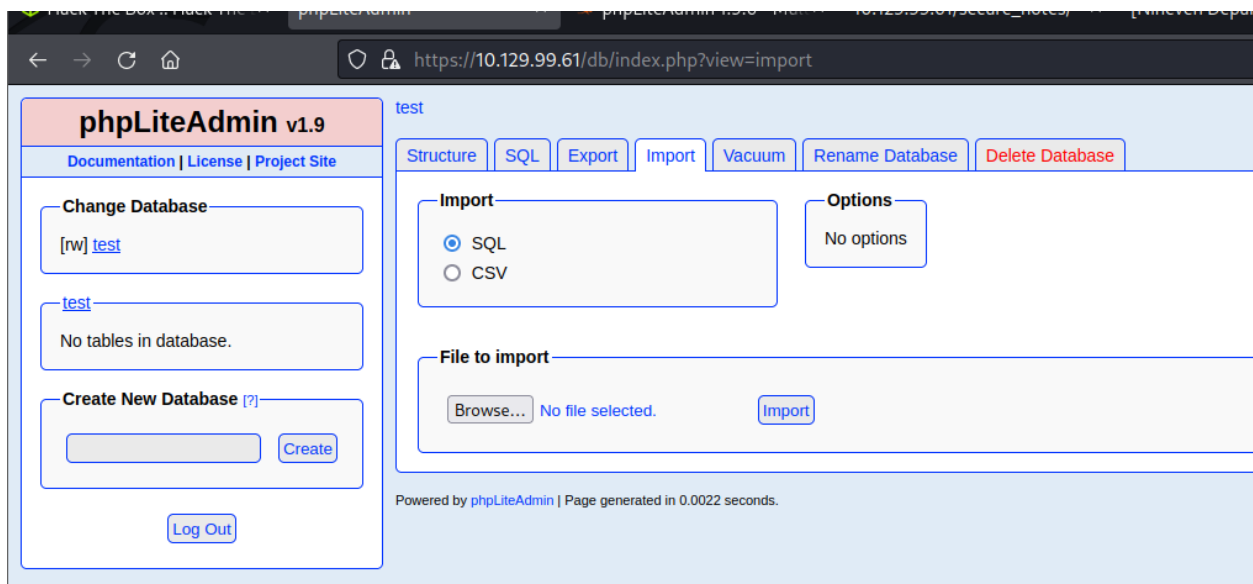 phpLiteAdmin
https://10.129.99.61/db/index.php?view=import
phpLiteAdmin v1.9
Documentation | License | Project Site
Change Database
[rw] test
test
No tables in database.
Create New Database [?]
Create
Log Out
test
Structure
SQL
Export
Import
Vacuum
Rename Database
Delete Database
Import
SQL
CSV
Options
No options
File to import
Browse...
No file selected.
Import
Powered by phpLiteAdmin | Page generated in 0.0022 seconds.